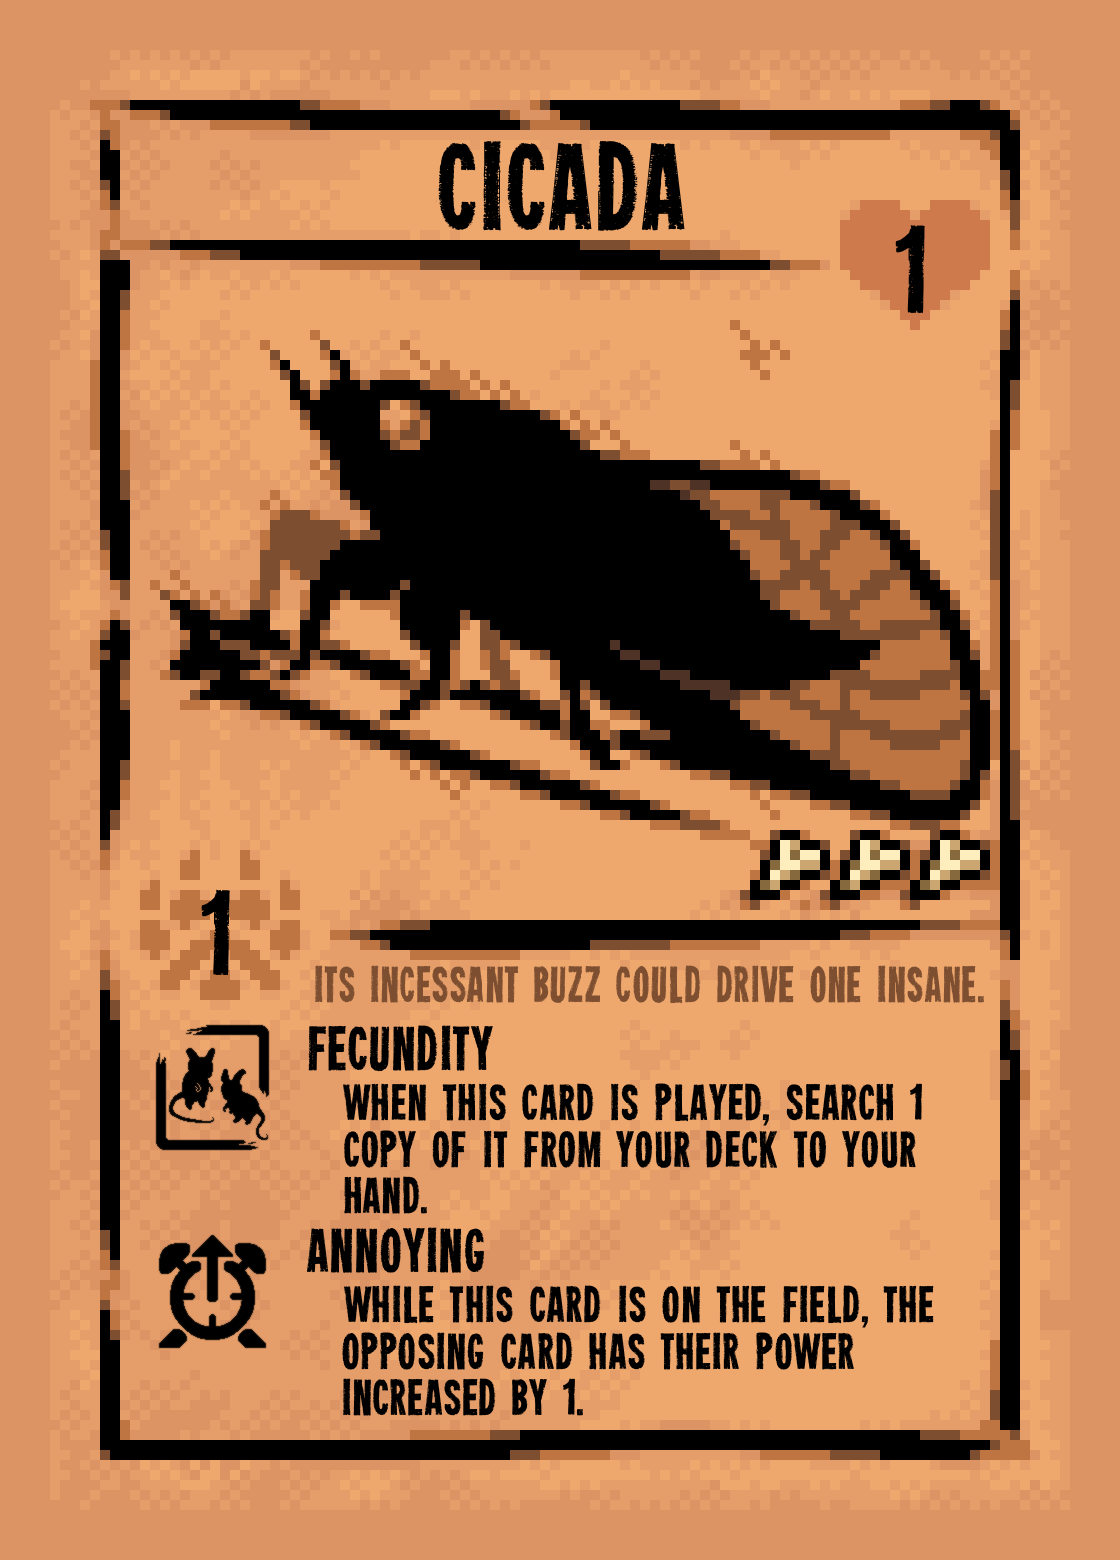 CICADA
1
1
ITS INCESSANT BUZZ COULD DRIVE ONE INSANE.
FECUNDITY
WHEN THIS CARD IS PLAYED, SEARCH 1
COPY OF IT FROM YOUR DECK TO YOUR
HAND.
ANNOYING
WHILE THIS CARD IS ON THE FIELD, THE
OPPOSING CARD HAS THEIR POWER
INCREASED BY 1.